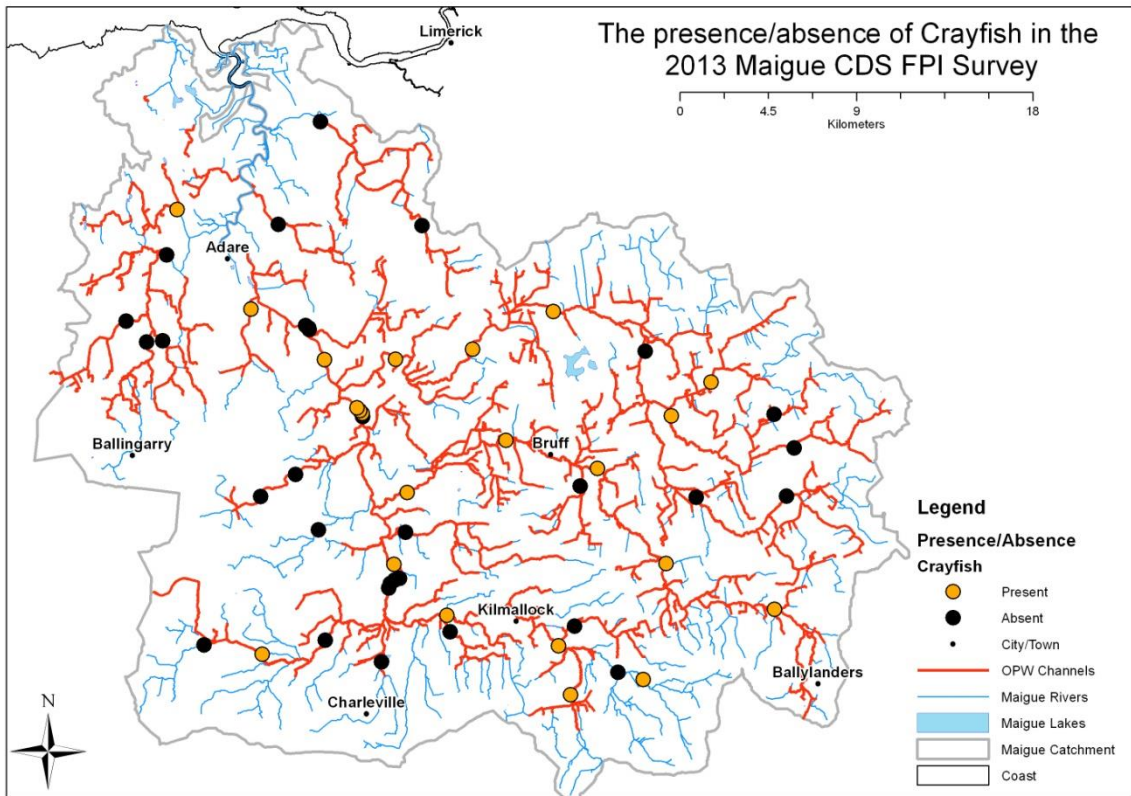 The presence/absence of Crayfish in the
2013 Maigue CDS FPI Survey
0 4.5 9 18
Kilometers
Limerick
Adare
Ballingarry
Bruff
Kilmallock
Charleville
Ballylanders
N
Legend
Presence/Absence
Crayfish
Present
Absent
City/Town
OPW Channels
Maigue Rivers
Maigue Lakes
Maigue Catchment
Coast